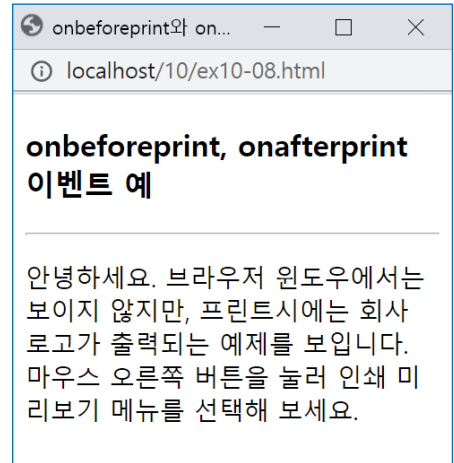 onbeforeprint와 on...
localhost/10/ex10-08.html
onbeforeprint, onafterprint
이벤트 예
안녕하세요. 브라우저 윈도우에서는
보이지 않지만, 프린트시에는 회사
로고가 출력되는 예제를 보입니다.
마우스 오른쪽 버튼을 눌러 인쇄 미
리보기 메뉴를 선택해 보세요.